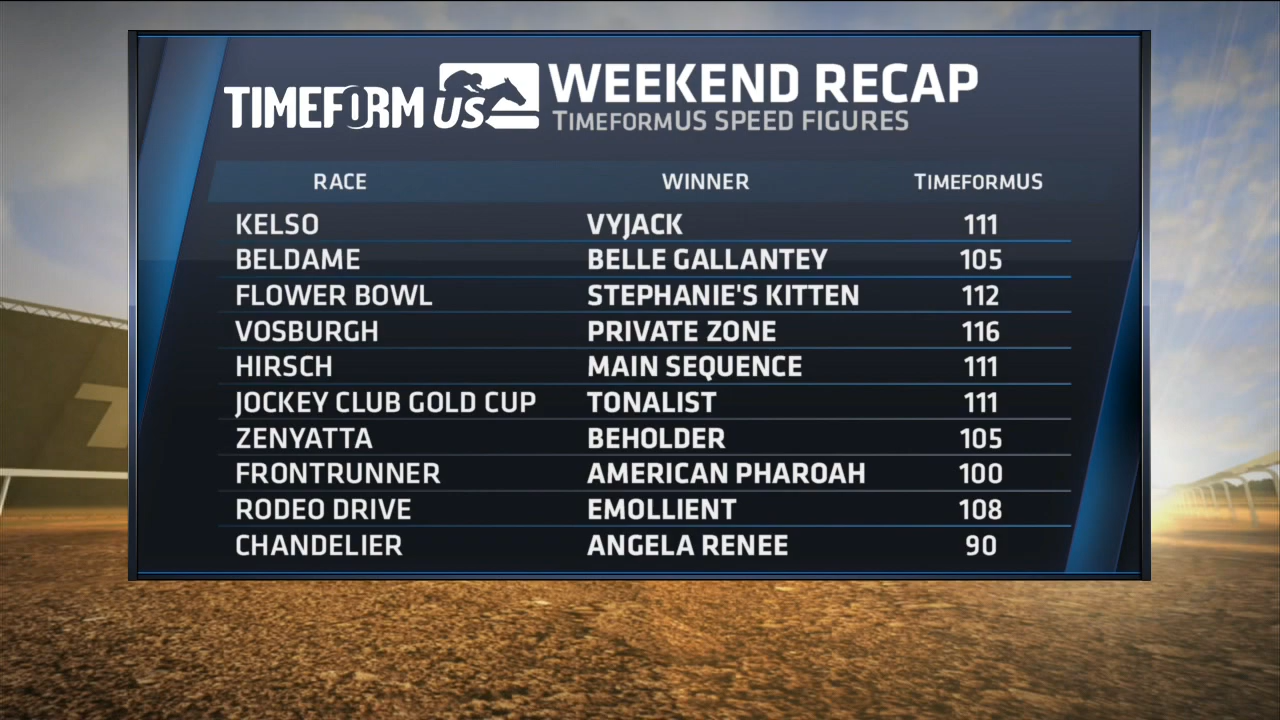 TIMEFORM US WEEKEND RECAP
TIMEFORMUS SPEED FIGURES
RACE WINNER TIMEFORMUS
KELSO VYJACK 111
BELDAME BELLE GALLANTEY 105
FLOWER BOWL STEPHANIE'S KITTEN 112
VOSBURGH PRIVATE ZONE 116
HIRSCH MAIN SEQUENCE 111
JOCKEY CLUB GOLD CUP TONALIST 111
ZENYATTA BEHOLDER 105
FRONTRUNNER AMERICAN PHAROAH 100
RODEO DRIVE EMOLLIENT 108
CHANDELIER ANGELA RENEE 90